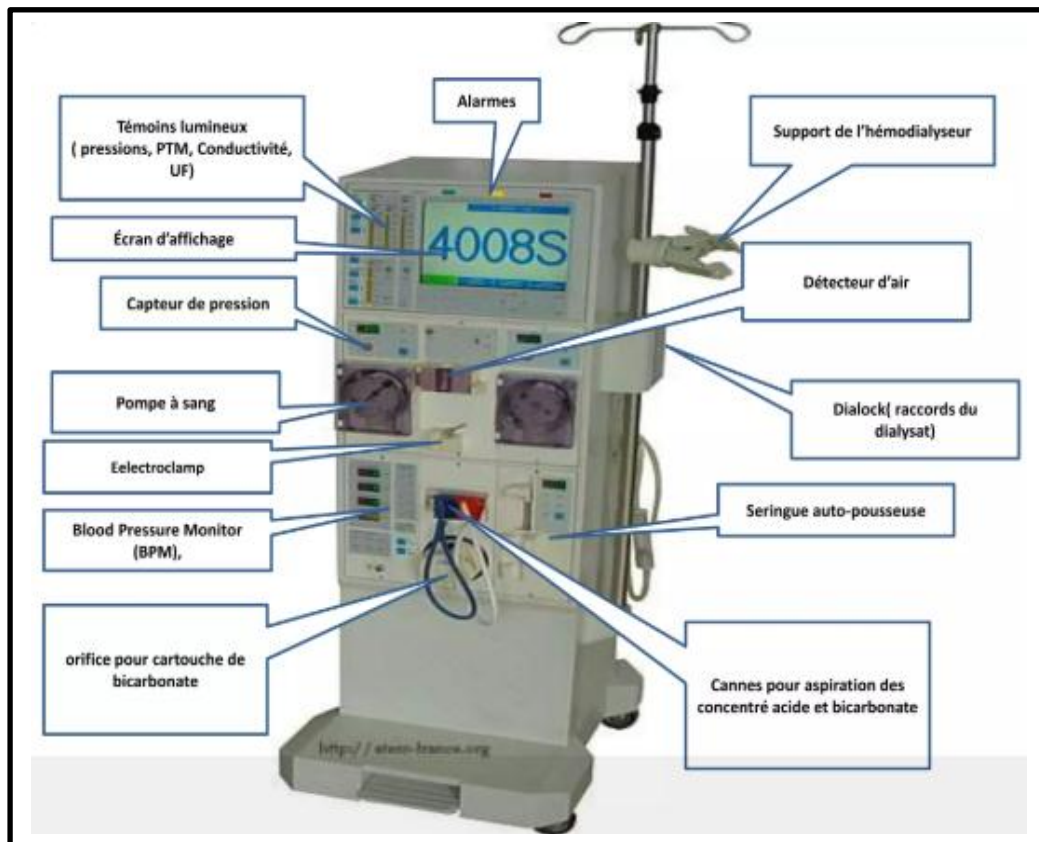 Alarmes
Témoins lumineux
( pressions, PTM, Conductivité,
UF)
Support de l'hémodialyseur
Écran d'affichage
4008S
Détecteur d'air
Capteur de pression
Pompe à sang
Dialock( raccords du
dialysat)
Eelectroclamp
Seringue auto-pousseuse
Blood Pressure Monitor
(BPM),
orifice pour cartouche de
bicarbonate
Cannes pour aspiration des
concentré acide et bicarbonate